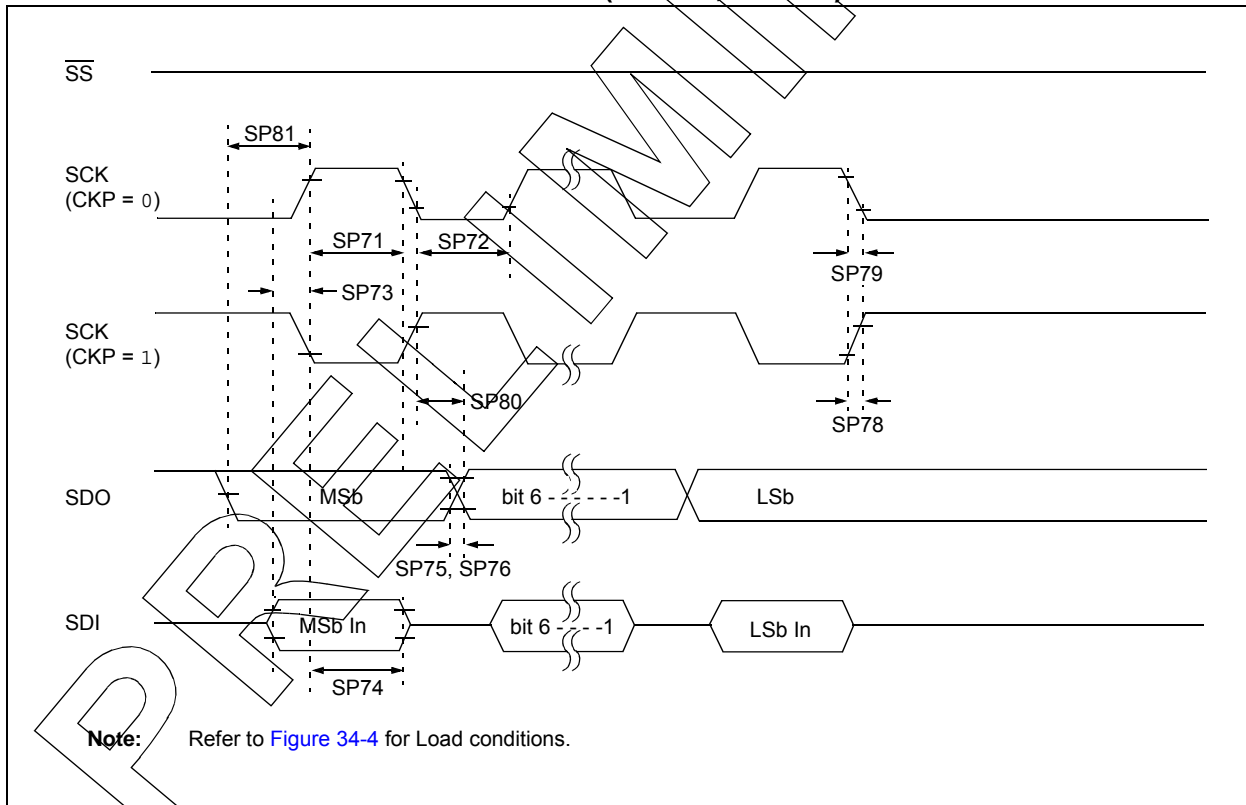 SS
SP81
SCK
(CKP = 0)
SP71
SP72
SP79
SP73
SCK
(CKP = 1)
SP80
SP78
SDO
MSb
bit 6 - - - - - -1
LSb
SP75, SP76
SDI
MSb In
bit 6 - - - -1
LSb In
SP74
Note: Refer to Figure 34-4 for Load conditions.